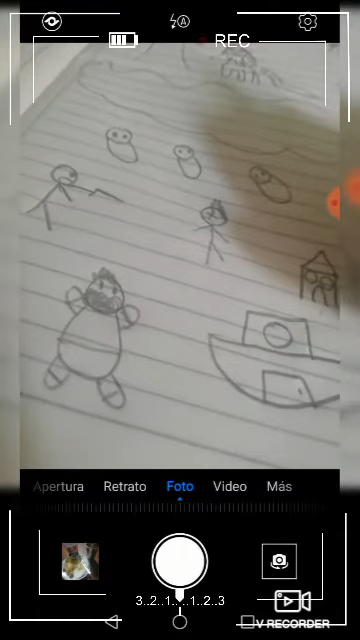 REC
Apertura Retrato Foto Video Más
3..2..1.....1..2..3
V RECORDER